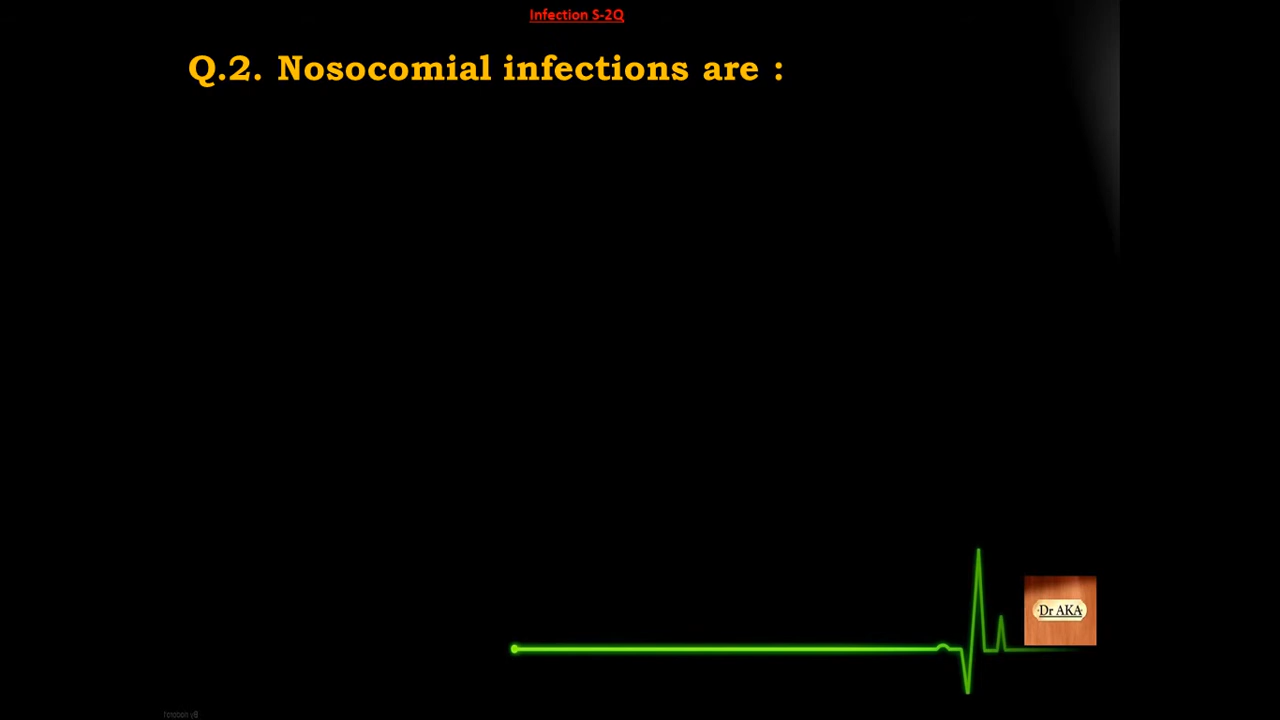 Infection S-2Q
Q.2. Nosocomial infections are :
Dr AKA